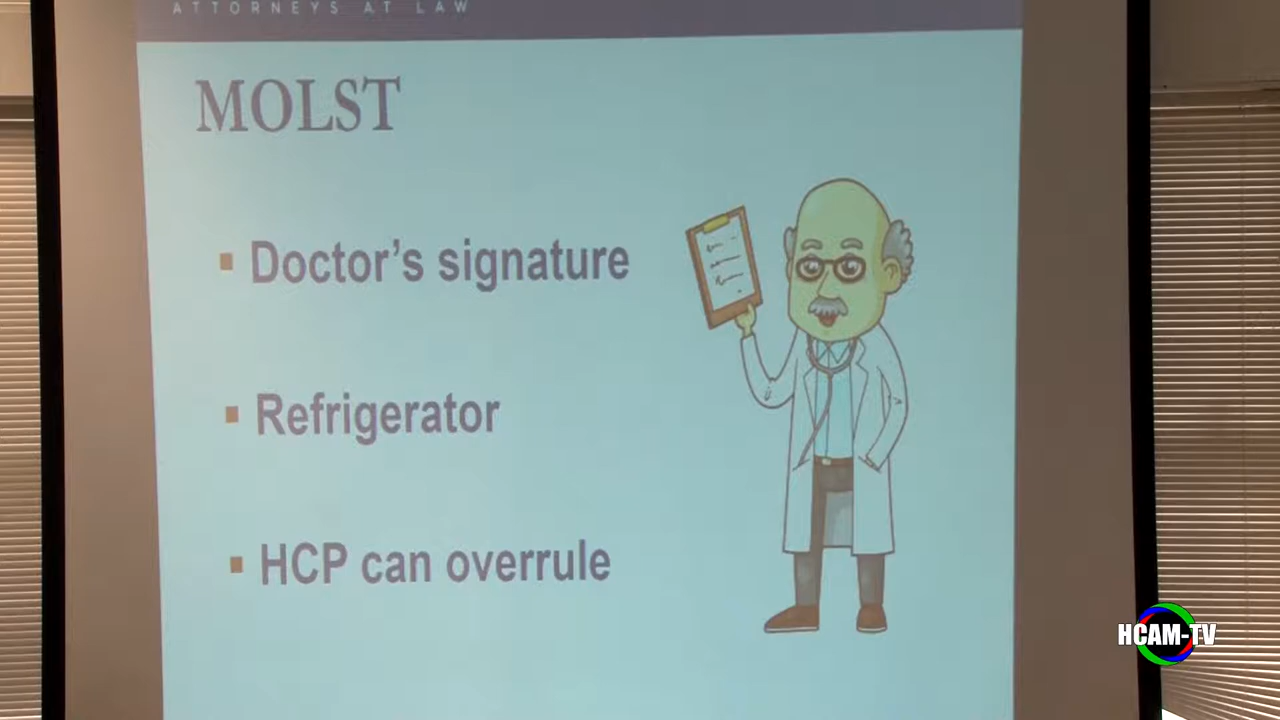 ATTORNEYS AT LAW
MOLST
▪ Doctor's signature
▪ Refrigerator
▪ HCP can overrule
HCAM-TV